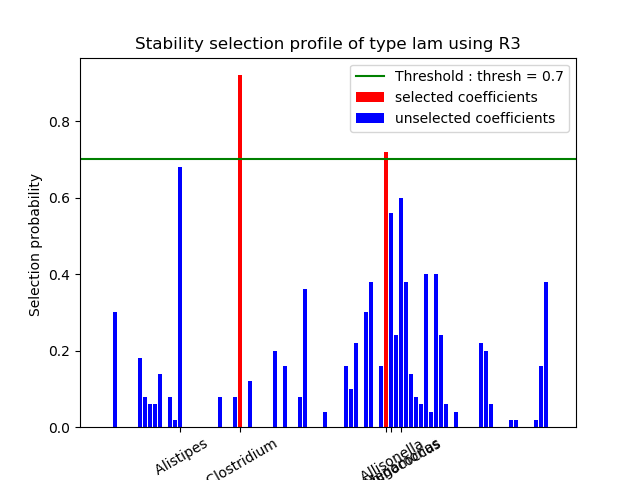 Stability selection profile of type lam using R3
Threshold : thresh = 0.7
selected coefficients
unselected coefficients
Selection probability
0.8
0.6
0.4
0.2
0.0
Alistipes
Clostridium
Allisonella